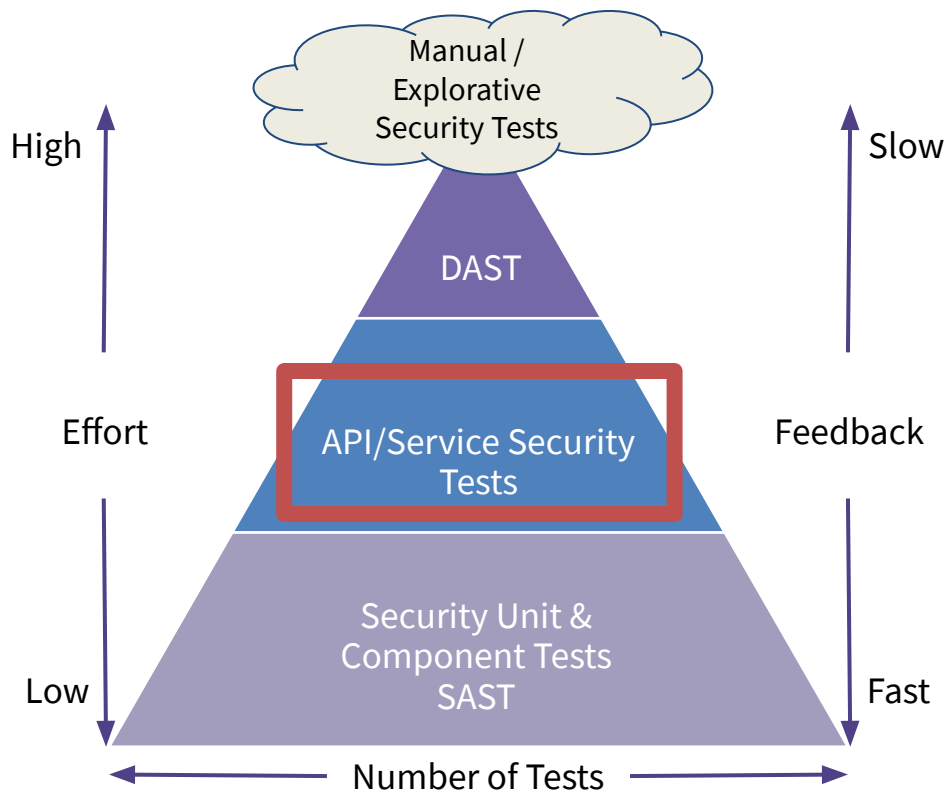 Manual /
Explorative
Security Tests
High
Slow
DAST
Effort
API/Service Security
Tests
Feedback
Security Unit &
Component Tests
SAST
Low
Fast
Number of Tests